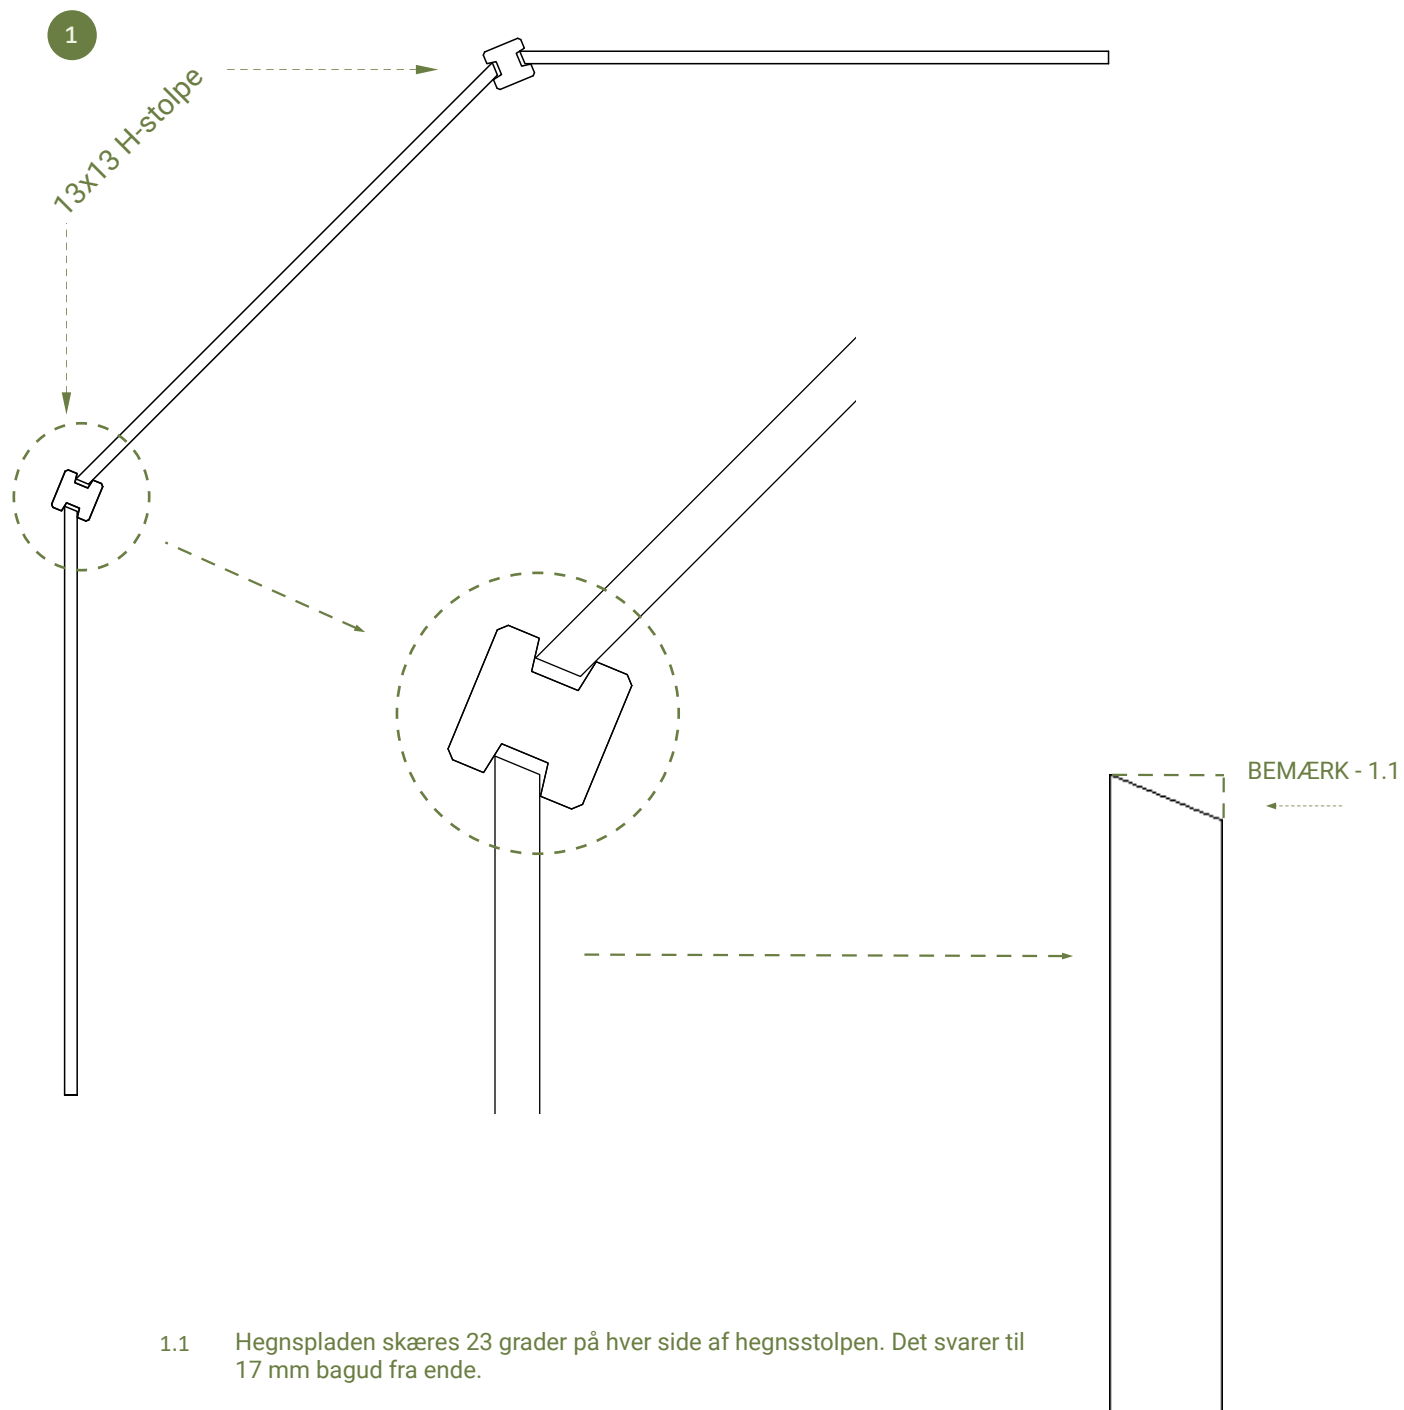 1
13x13 H-stolpe
BEMÆRK - 1.1
1.1 Hegnspladen skæres 23 grader på hver side af hegnsstolpen. Det svarer til
17 mm bagud fra ende.